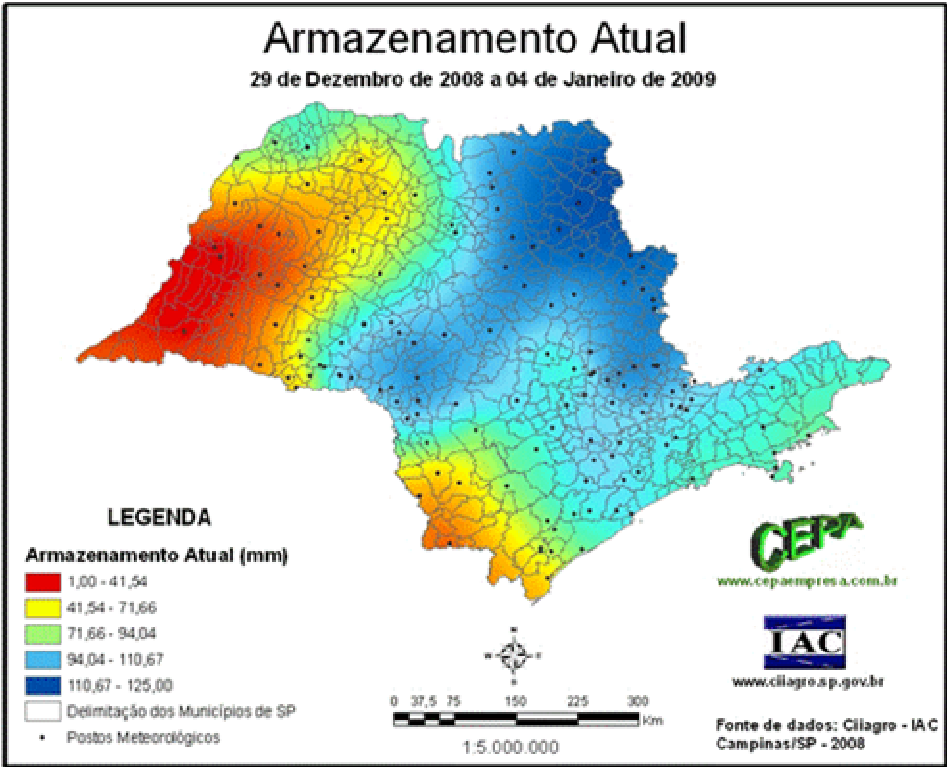 Armazenamento Atual
29 de Dezembro de 2008 a 04 de Janeiro de 2009
LEGENDA
Armazenamento Atual (mm)
1,00 - 41,54
41,54 - 71,66
71,66 - 94,04
94,04 - 110,67
110,67 - 125,00
Delimitação dos Municípios de SP
Postos Meteorológicos
N
W
E
S
0 37,5 75 150 225 300
Km
1:5.000.000
CEPA
www.cepaempresa.com.br
IAC
www.ciiagro.sp.gov.br
Fonte de dados: Ciiagro - IAC
Campinas/SP - 2008